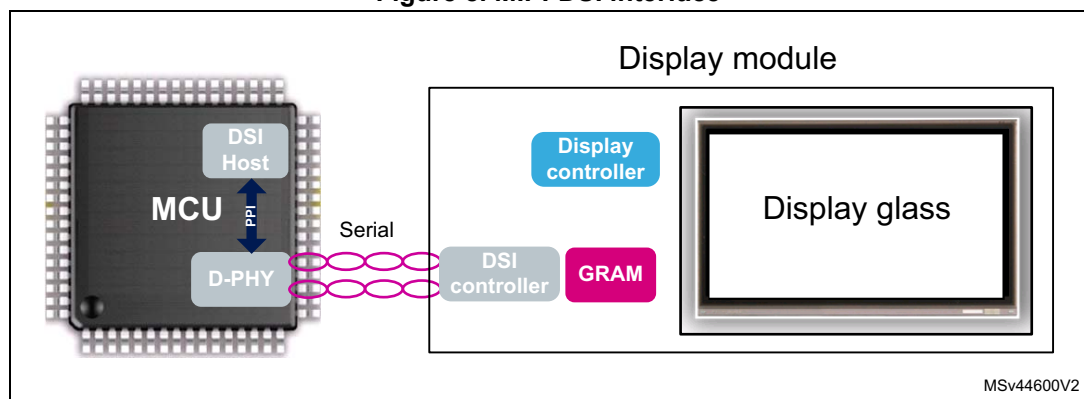 Display module
DSI
Host
MCU
PPI
D-PHY
Serial
Display
controller
DSI
controller
GRAM
Display glass
MSv44600V2